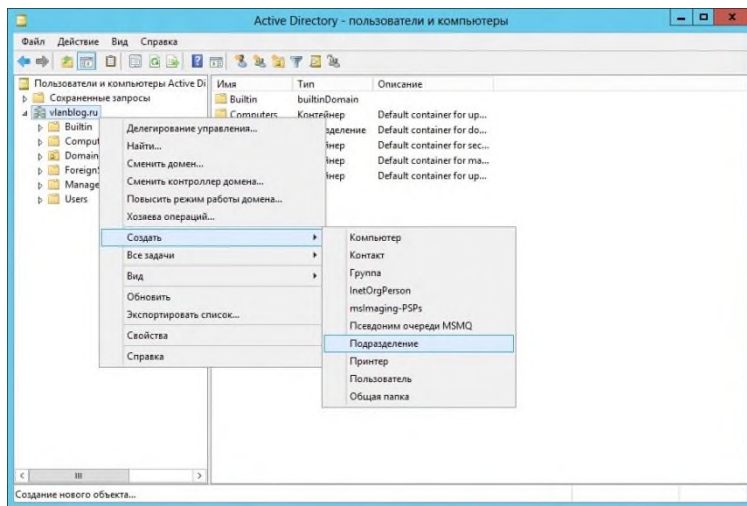 Active Directory - пользователи и компьютеры
Файл Действие Вид Справка
Пользователи и компьютеры Active Di
Сохраненные запросы
vlanblog.ru
Builtin
Comput
Domain
ForeignS
Manage
Users
Имя Тип Описание
Builtin builtinDomain
Computers Контейнер Default container for up...
зделение Default container for do...
йнер Default container for sec...
йнер Default container for ma...
йнер Default container for up...
Делегирование управления...
Найти...
Сменить домен...
Сменить контроллер домена...
Повысить режим работы домена...
Хозяева операций...
Создать
Все задачи
Вид
Обновить
Экспортировать список...
Свойства
Справка
Компьютер
Контакт
Группа
InetOrgPerson
msImaging-PSPs
Псевдоним очереди MSMQ
Подразделение
Принтер
Пользователь
Общая папка
Создание нового объекта...